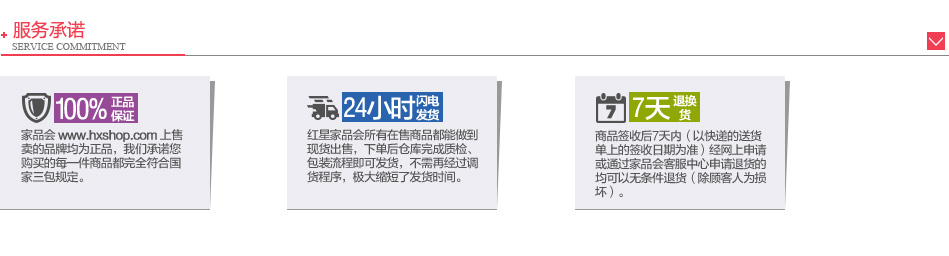 服务承诺
SERVICE COMMITMENT
100% 正品
保证
家品会 www.hxshop.com 上售
卖的品牌均为正品，我们承诺您
购买的每一件商品都完全符合国
家三包规定。
24小时 闪电
发货
红星家品会所有在售商品都能做到
现货出售，下单后仓库完成质检、
包装流程即可发货，不需再经过调
货程序，极大缩短了发货时间。
7
7天 退换
货
商品签收后7天内（以快递的送货
单上的签收日期为准）经网上申请
或通过家品会客服中心申请退货的
均可以无条件退货（除顾客人为损
坏）。